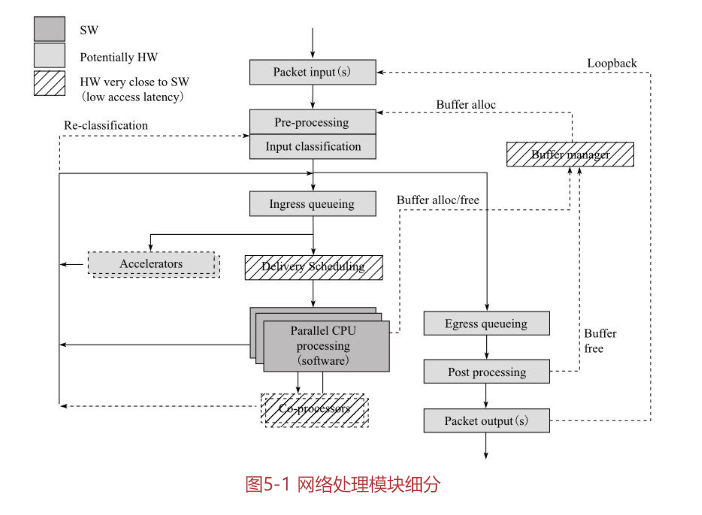 SW
Potentially HW
HW very close to SW
(low access latency)
Packet input(s)
Loopback
Pre-processing
Buffer alloc
Re-classification
Input classification
Buffer manager
Ingress queueing
Buffer alloc/free
Accelerators
Delivery Scheduling
Parallel CPU
processing
(software)
Egress queueing
Buffer
free
Post processing
Co-processors
Packet output(s)
图5-1 网络处理模块细分